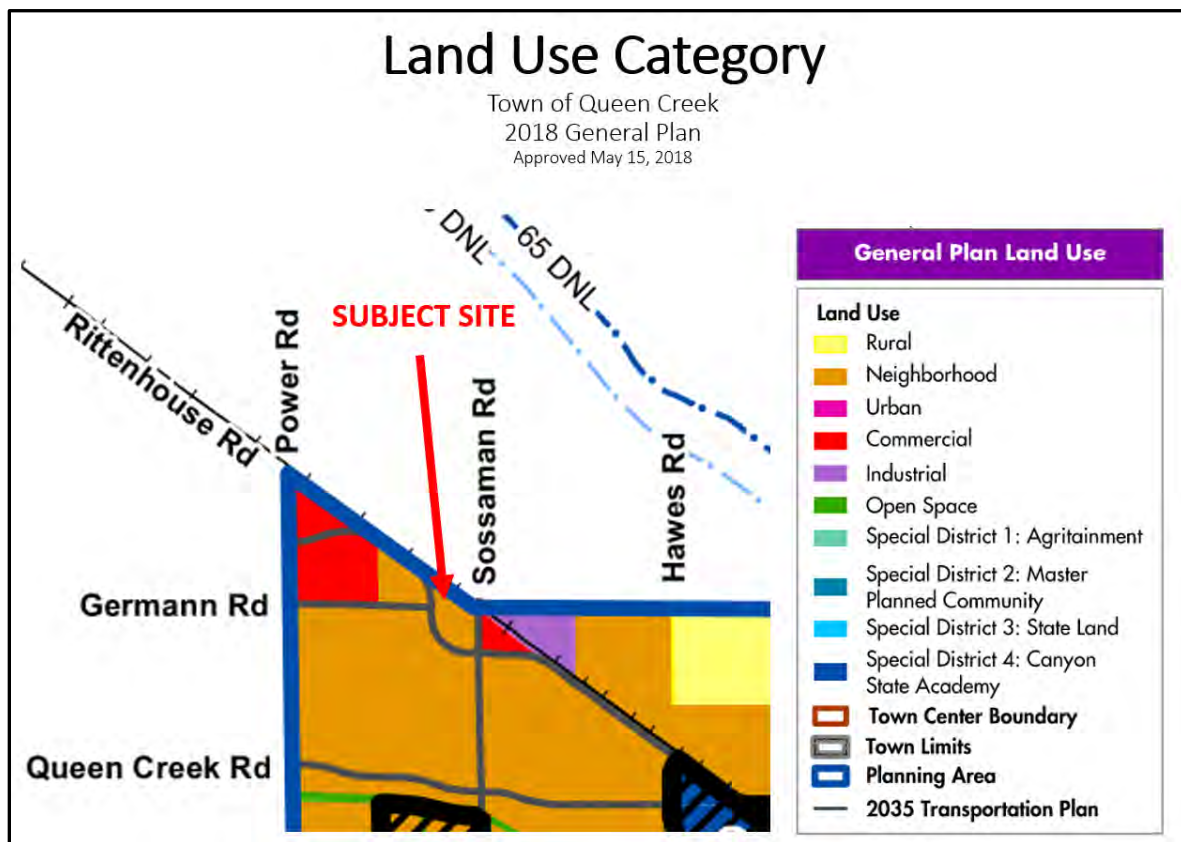 Land Use Category
Town of Queen Creek
2018 General Plan
Approved May 15, 2018
DNL
65 DNL
General Plan Land Use
SUBJECT SITE
Rittenhouse Rd
Power Rd
Sossaman Rd
Hawes Rd
Germann Rd
Queen Creek Rd
Land Use
Rural
Neighborhood
Urban
Commercial
Industrial
Open Space
Special District 1: Agritainment
Special District 2: Master
Planned Community
Special District 3: State Land
Special District 4: Canyon
State Academy
Town Center Boundary
Town Limits
Planning Area
2035 Transportation Plan